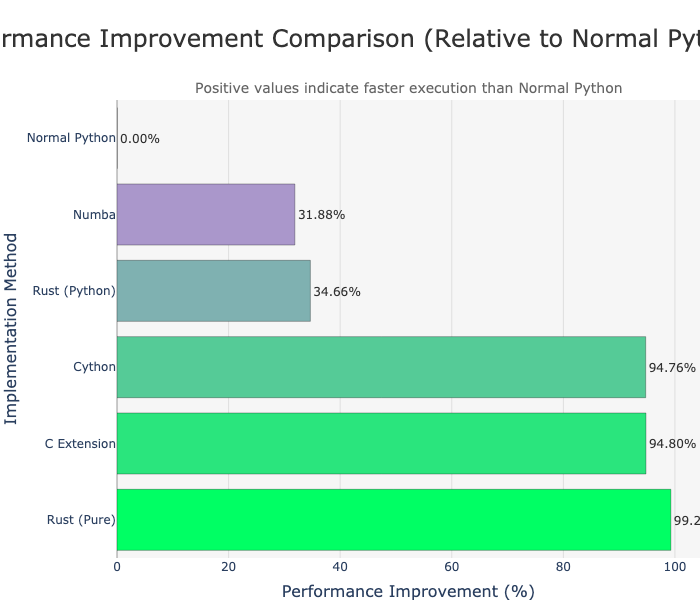 rmance Improvement Comparison (Relative to Normal Pyt
Positive values indicate faster execution than Normal Python
Implementation Method
Normal Python 0.00%
Numba 31.88%
Rust (Python) 34.66%
Cython 94.76%
C Extension 94.80%
Rust (Pure) 99.2
0 20 40 60 80 100
Performance Improvement (%)